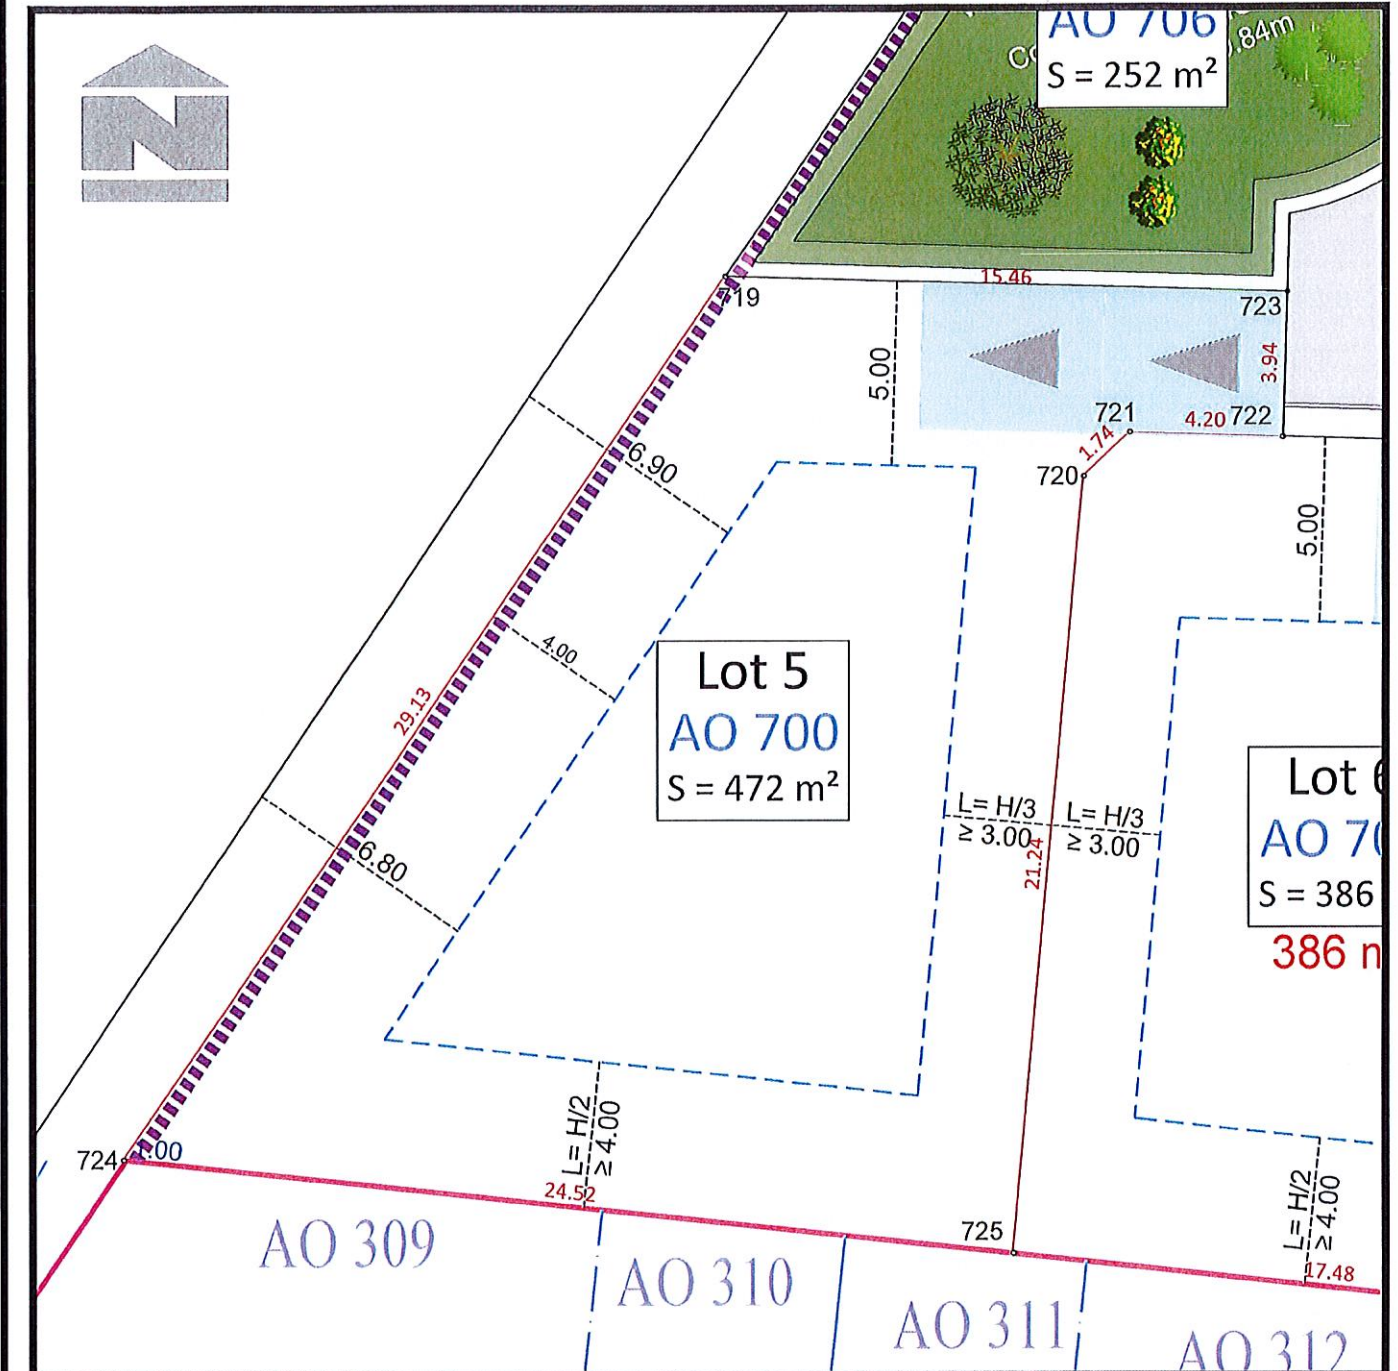 N
AO 706
S = 252 m²
Co
.84m
719
15.46
723
5.00
3.94
721
4.20
722
1.74
720
6.90
5.00
4.00
29.13
Lot 5
AO 700
S = 472 m²
L= H/3
≥ 3.00
L= H/3
≥ 3.00
21.24
6.80
Lot 6
AO 70
S = 386
386 m
L= H/2
≥ 4.00
724
24.52
725
L= H/2
≥ 4.00
17.48
AO 309
AO 310
AO 311
AO 312